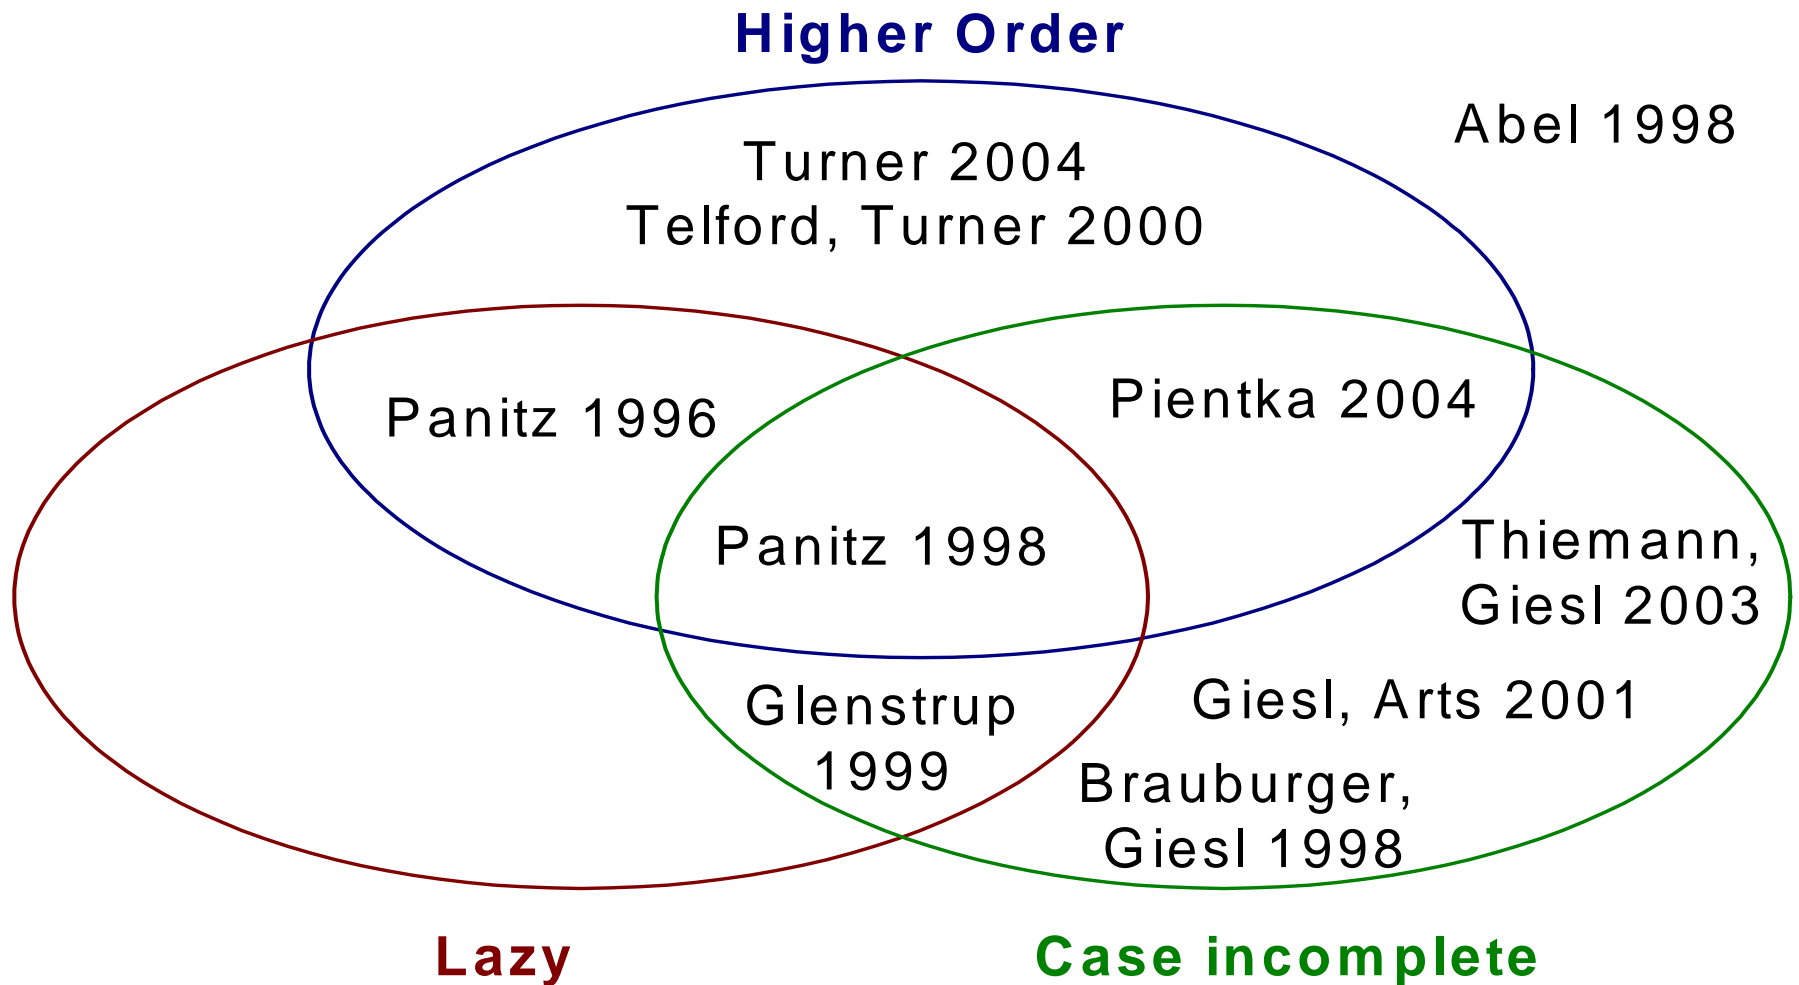 Higher Order
Abel 1998
Turner 2004
Telford, Turner 2000
Panitz 1996
Pientka 2004
Panitz 1998
Thiemann,
Giesl 2003
Glenstrup
1999
Giesl, Arts 2001
Brauburger,
Giesl 1998
Lazy
Case incomplete